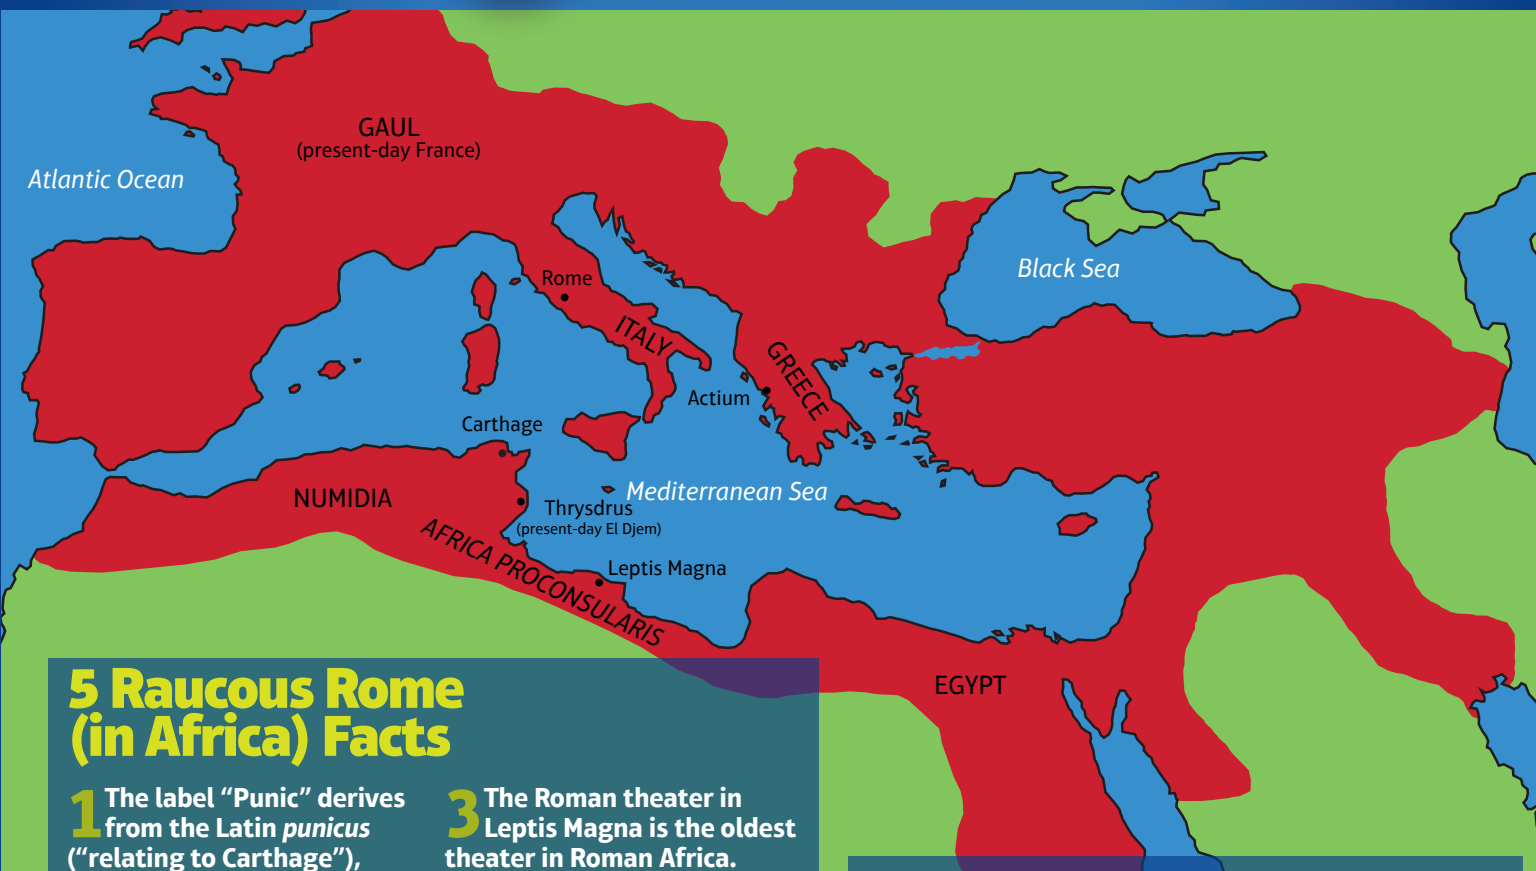 GAUL
(present-day France)
Atlantic Ocean
Black Sea
Rome
ITALY
GREECE
Actium
Carthage
NUMIDIA
Mediterranean Sea
Thrysdrus
(present-day El Djem)
AFRICA PROCONSULARIS
Leptis Magna
EGYPT
5 Raucous Rome
(in Africa) Facts
1 The label “Punic” derives
from the Latin punicus
(“relating to Carthage”),
3 The Roman theater in
Leptis Magna is the oldest
theater in Roman Africa.